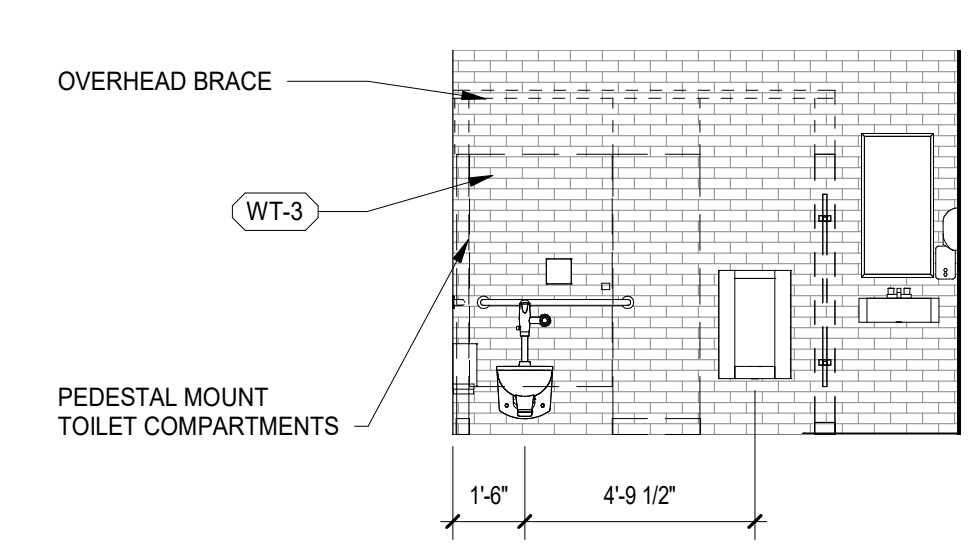 OVERHEAD BRACE
WT-3
PEDESTAL MOUNT
TOILET COMPARTMENTS
1'-6"
4'-9 1/2"